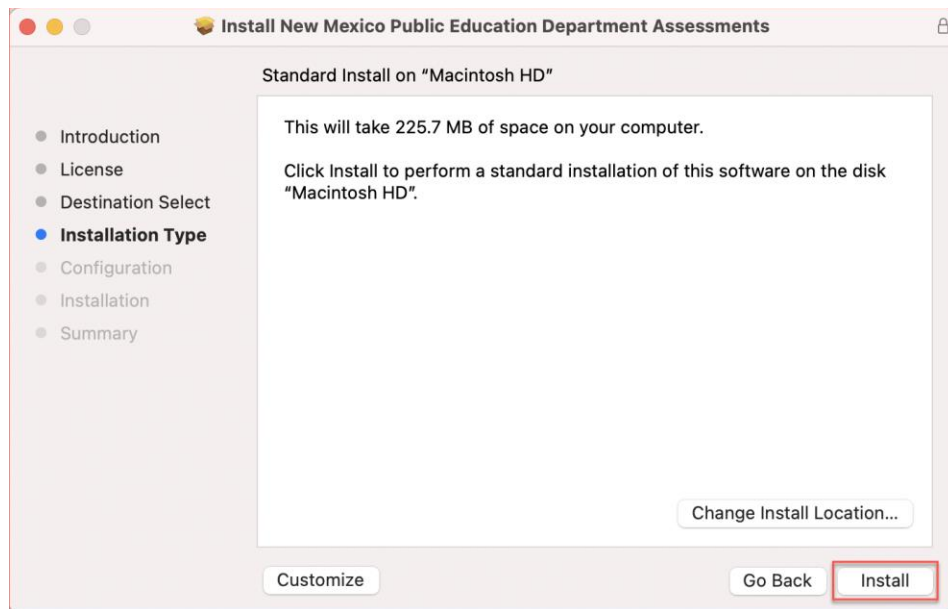 Install New Mexico Public Education Department Assessments
Standard Install on “Macintosh HD”
Introduction
License
Destination Select
Installation Type
Configuration
Installation
Summary
This will take 225.7 MB of space on your computer.
Click Install to perform a standard installation of this software on the disk
“Macintosh HD”.
Change Install Location...
Customize
Go Back
Install